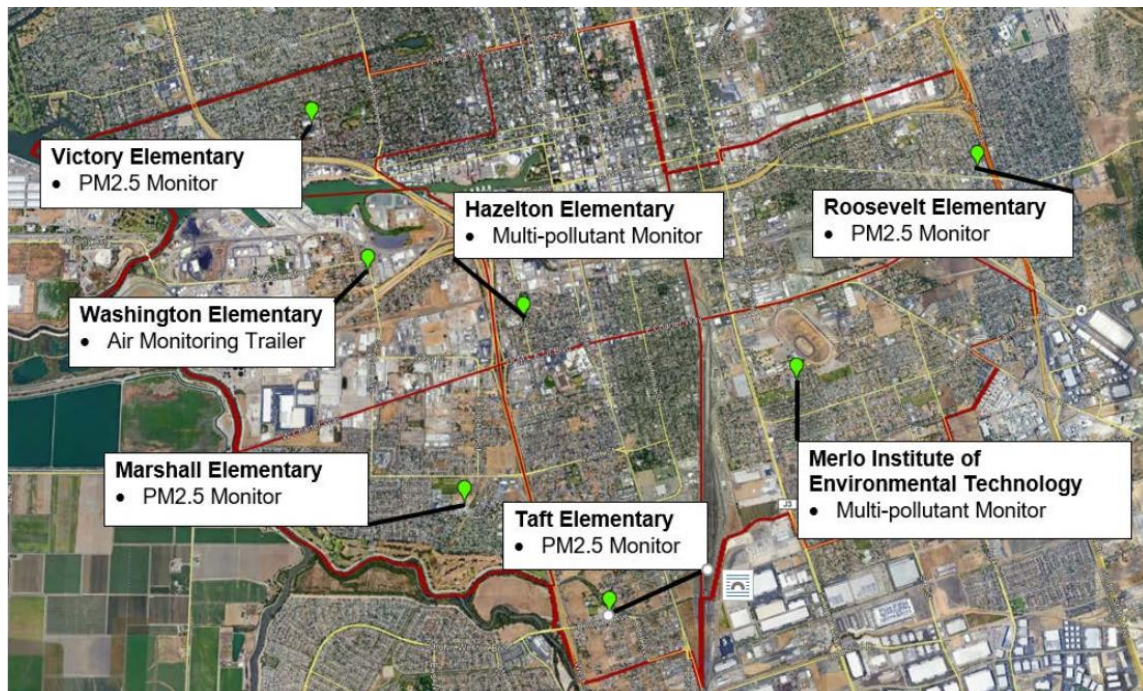 Victory Elementary
• PM2.5 Monitor
Hazelton Elementary
• Multi-pollutant Monitor
Roosevelt Elementary
• PM2.5 Monitor
Washington Elementary
• Air Monitoring Trailer
4
Marshall Elementary
• PM2.5 Monitor
Merlo Institute of
Environmental Technology
• Multi-pollutant Monitor
Taft Elementary
• PM2.5 Monitor
J3